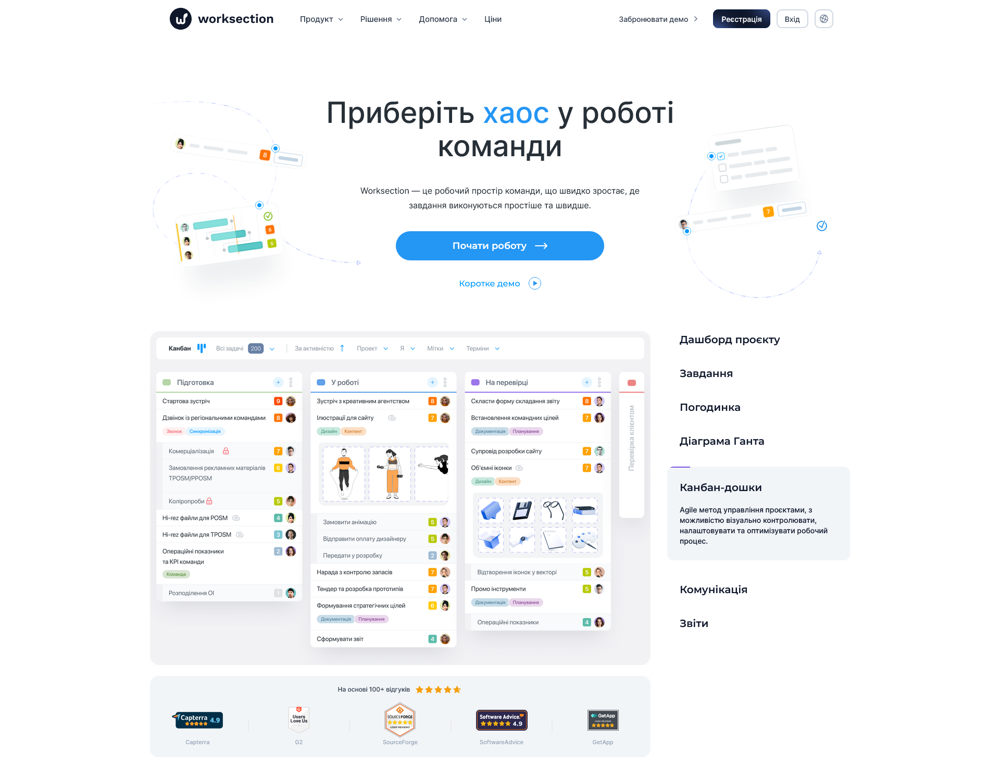 worksection
Продукт
Рішення
Допомога
Ціни
Забронювати демо
Реєстрація
Вхід
Приберіть хаос у роботі
команди
8
8
5
7
Worksection — це робочий простір команди, що швидко зростає, де
завдання виконуються простіше та швидше.
Почати роботу
Коротке демо
Канбан
Всі задачі 200
За активністю
Проект
Я
Мітки
Терміни
Підготовка
Стартова зустріч 9
Дзвінок із регіональними командами 8
Звонок Синхронізація
Комерціалізація 7
Замовлення рекламних матеріалів 6
TPOSM/PPOSM
Коліропроби 5
Hi-rez файли для POSM 4
Hi-rez файли для TPOSM 3
Операційні показники 2
та KPI команди
Команда
Розподілення ОІ 1
У роботі
Зустріч з креативним агентством 8
Ілюстрації для сайту 7
Дизайн Контент
Замовити анімацію 5
Відправити оплату дизайнеру 5
Передати у розробку 2
Нарада з контролю запасів 7
Тендер та розробка прототипів 7
Формування стратегічних цілей 6
Документація Планування
Сформувати звіт 4
На перевірці
Скласти форму складання звіту 8
Встановлення командних цілей 7
Документація Планування
Супровід розробки сайту 7
Об'ємні іконки 7
Дизайн Контент
Відтворення іконок у векторі 5
Промо інструменти 5
Документація Планування
Операційні показники 4
Перевірка клієнтом
Дашборд проєкту
Завдання
Погодинка
Діаграма Ганта
Канбан-дошки
Agile метод управління проєктами, з
можливістю візуально контролювати,
налаштовувати та оптимізувати робочий
процес.
Комунікація
Звіти
На основі 100+ відгуків
Capterra 4.9
Capterra
Users
Love Us
G2
SOURCEFORGE
USER REVIEWS
SourceForge
Software Advice.
4.9
SoftwareAdvice
GetApp
USER REVIEWS
GetApp